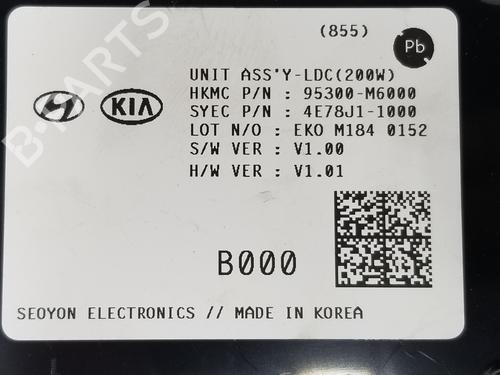 (855)
Pb
UNIT ASS'Y-LDC(200W)
HKMC P/N : 95300-M6000
SYEC P/N : 4E78J1-1000
LOT N/O : EKO M184 0152
S/W VER : V1.00
H/W VER : V1.01
KIA
B000
SEOYON ELECTRONICS // MADE IN KOREA
B-PARTS